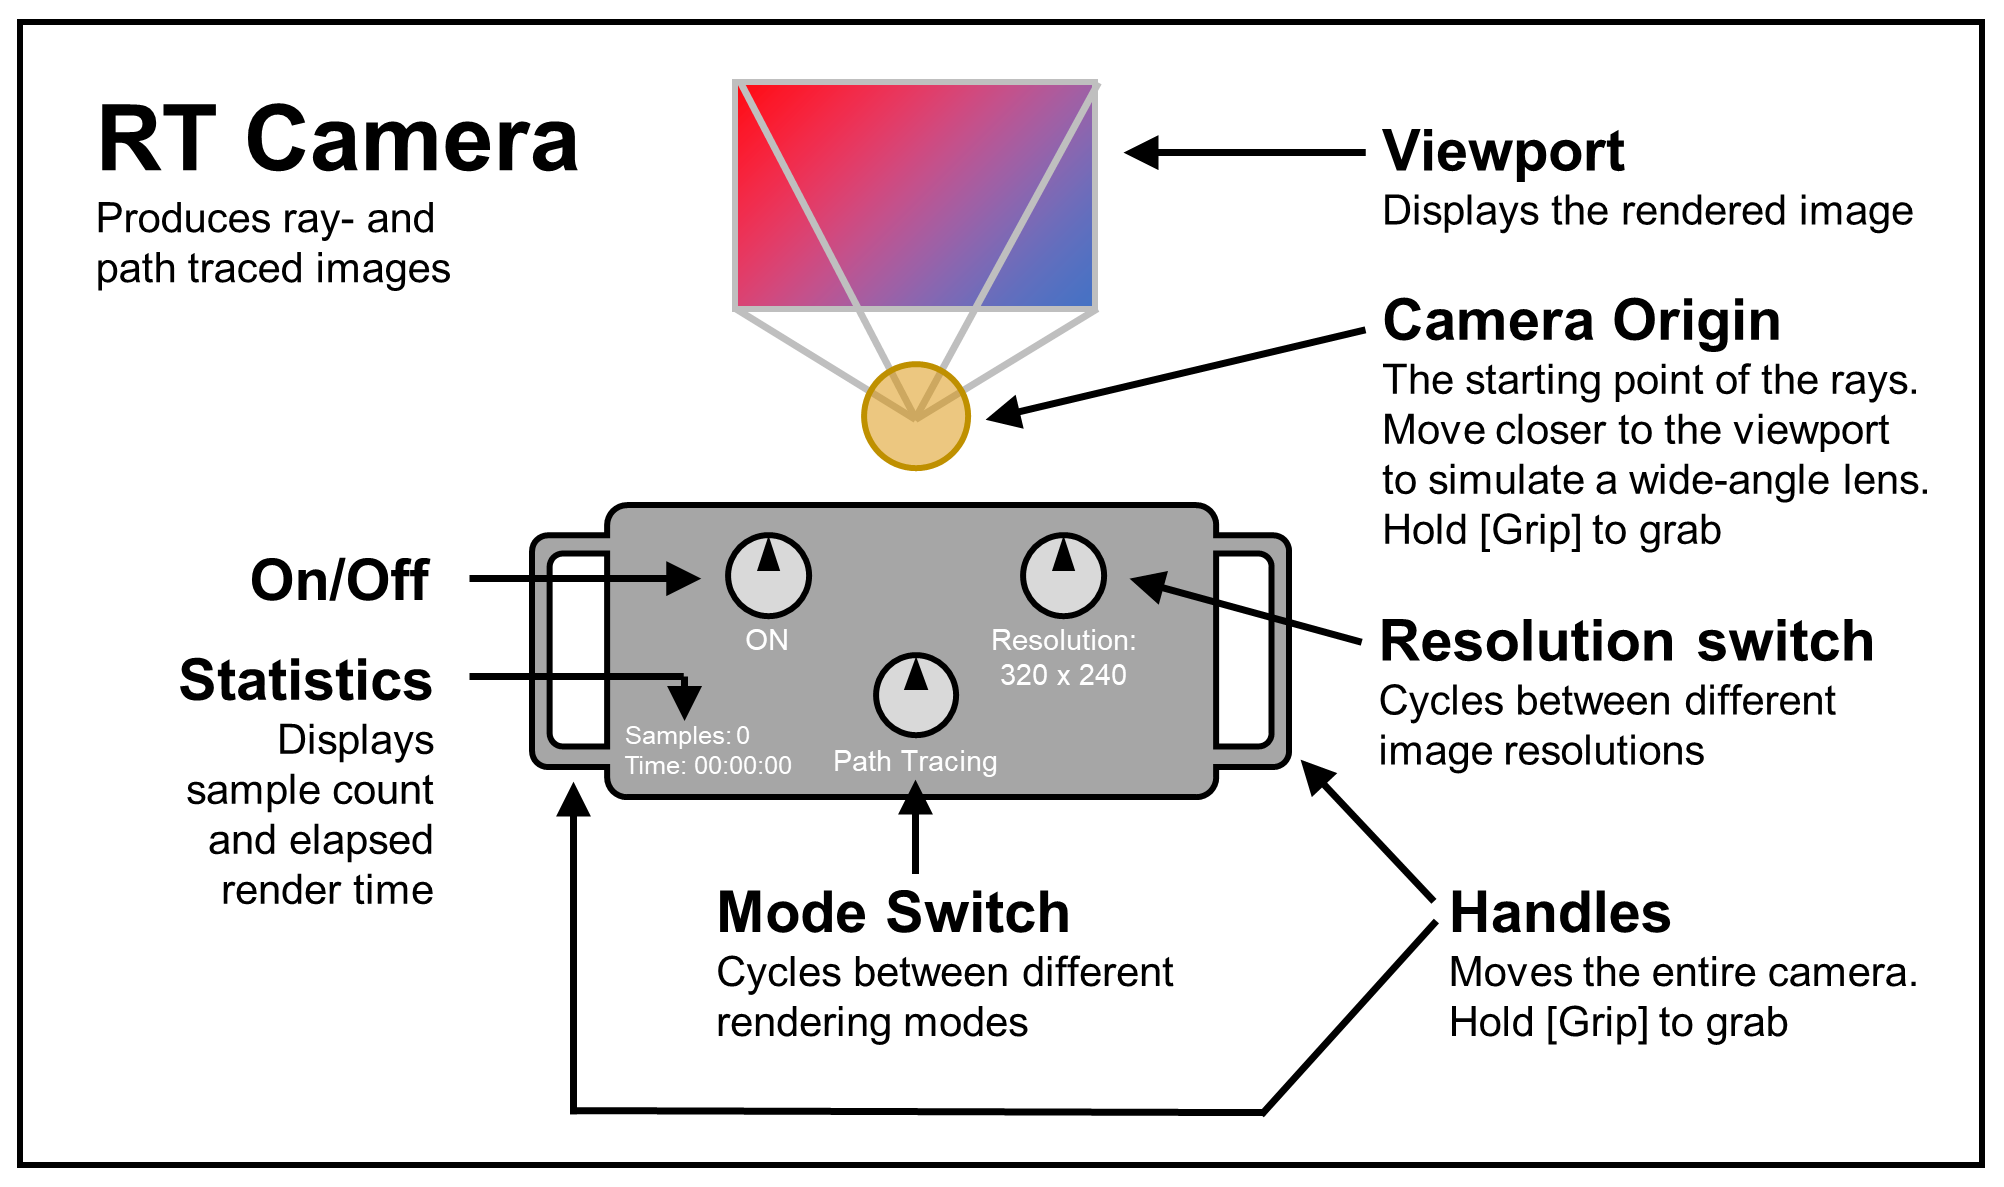 RT Camera
Produces ray- and
path traced images
Viewport
Displays the rendered image
Camera Origin
The starting point of the rays.
Move closer to the viewport
to simulate a wide-angle lens.
Hold [Grip] to grab
On/Off
Statistics
Displays
sample count
and elapsed
render time
ON
Resolution:
320 x 240
Samples: 0
Time: 00:00:00
Path Tracing
Resolution switch
Cycles between different
image resolutions
Mode Switch
Cycles between different
rendering modes
Handles
Moves the entire camera.
Hold [Grip] to grab